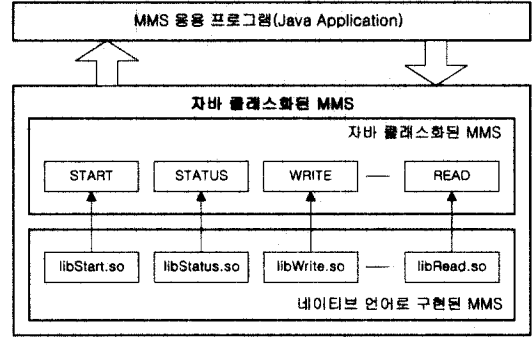 MMS 응용 프로그램(Java Application)
자바 클래스화된 MMS
자바 클래스화된 MMS
START STATUS WRITE READ
libStart.so libStatus.so libWrite.so libRead.so
네이티브 언어로 구현된 MMS